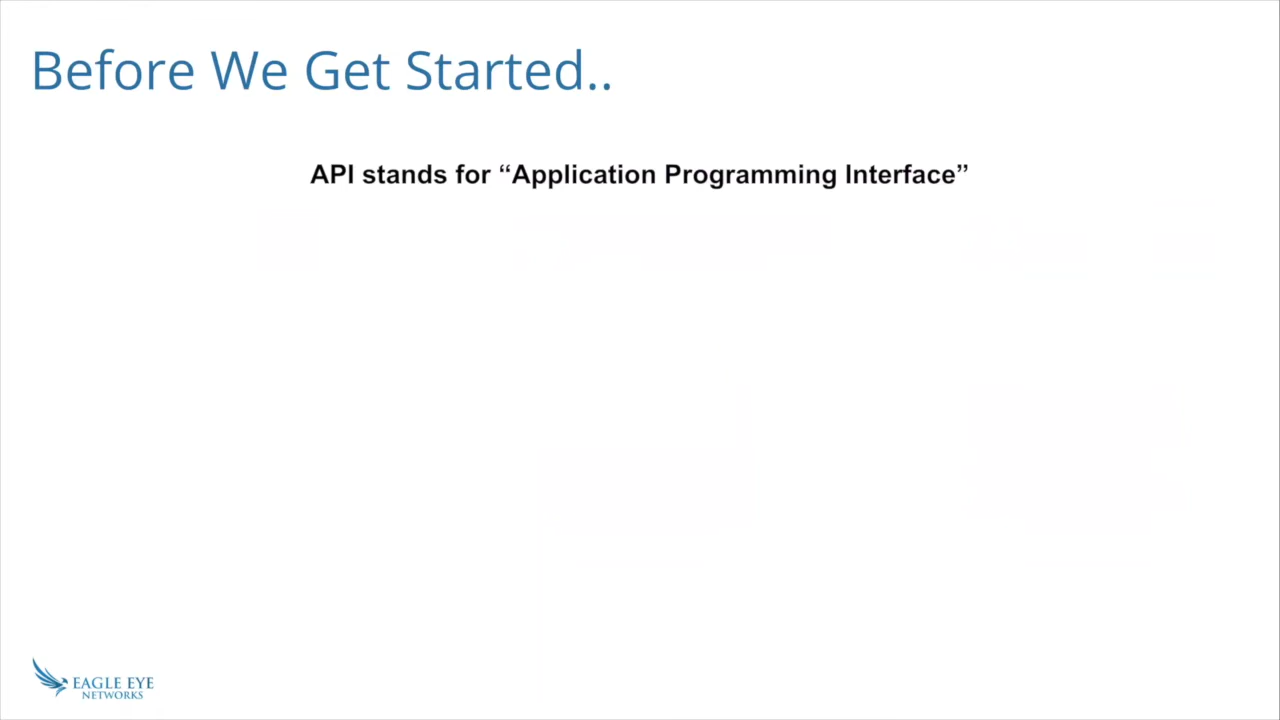 Before We Get Started..
API stands for “Application Programming Interface”
EAGLE EYE
NETWORKS